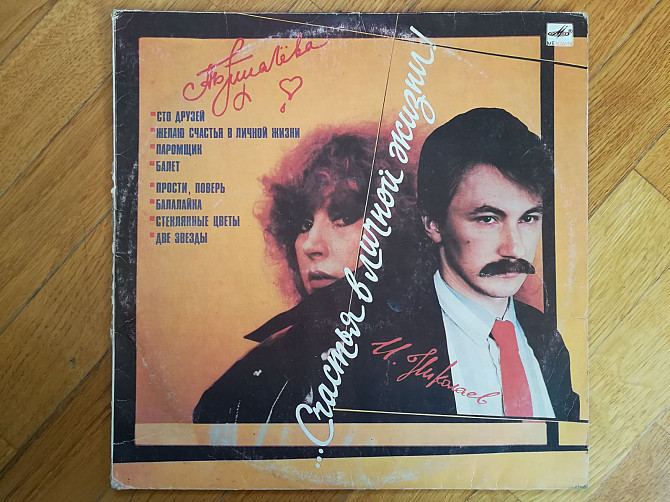 А. Пугачёва
СТО ДРУЗЕЙ
ЖЕЛАЮ СЧАСТЬЯ В ЛИЧНОЙ ЖИЗНИ
ПАРОМЩИК
БАЛЕТ
ПРОСТИ, ПОВЕРЬ
БАЛАЛАЙКА
СТЕКЛЯННЫЕ ЦВЕТЫ
ДВЕ ЗВЕЗДЫ
...Счастья в личной жизни!
И. Николаев